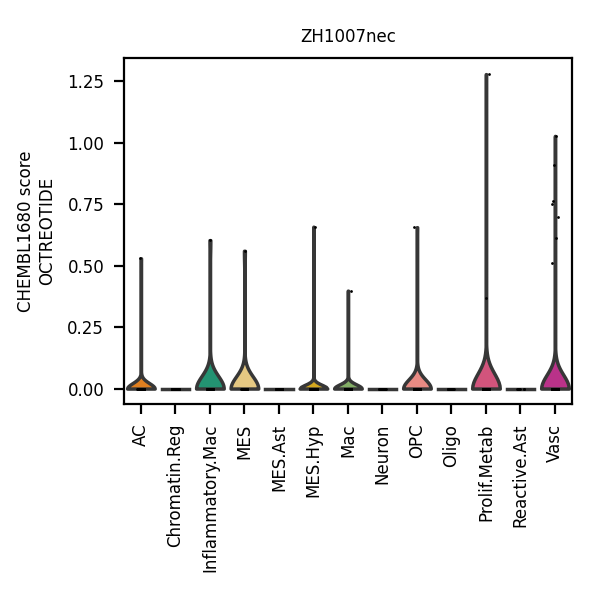 ZH1007nec
CHEMBL1680 score
OCTREOTIDE
1.25
1.00
0.75
0.50
0.25
0.00
AC
Chromatin.Reg
Inflammatory.Mac
MES
MES.Ast
MES.Hyp
Mac
Neuron
OPC
Oligo
Prolif.Metab
Reactive.Ast
Vasc